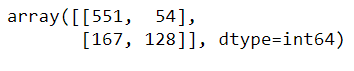 array([[551,  54],
       [167, 128]], dtype=int64)